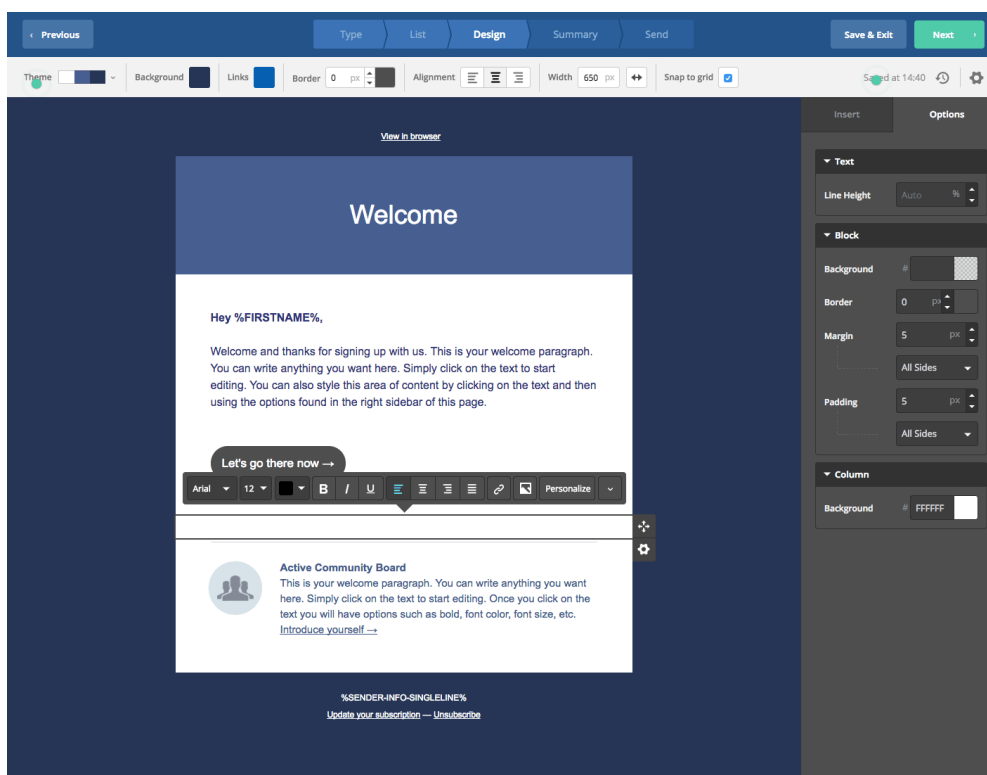 ‹ Previous
Type
List
Design
Summary
Send
Save & Exit
Next ›
Theme
Background
Links
Border 0 px
Alignment
Width 650 px
Snap to grid
Saved at 14:40
View in browser
Welcome
Hey %FIRSTNAME%,
Welcome and thanks for signing up with us. This is your welcome paragraph.
You can write anything you want here. Simply click on the text to start
editing. You can also style this area of content by clicking on the text and then
using the options found in the right sidebar of this page.
Let's go there now →
Arial 12 B I U Personalize
Active Community Board
This is your welcome paragraph. You can write anything you want
here. Simply click on the text to start editing. Once you click on the
text you will have options such as bold, font color, font size, etc.
Introduce yourself →
%SENDER-INFO-SINGLELINE%
Update your subscription — Unsubscribe
Insert
Options
Text
Line Height Auto %
Block
Background #
Border 0 px
Margin 5 px
All Sides
Padding 5 px
All Sides
Column
Background # FFFFFF